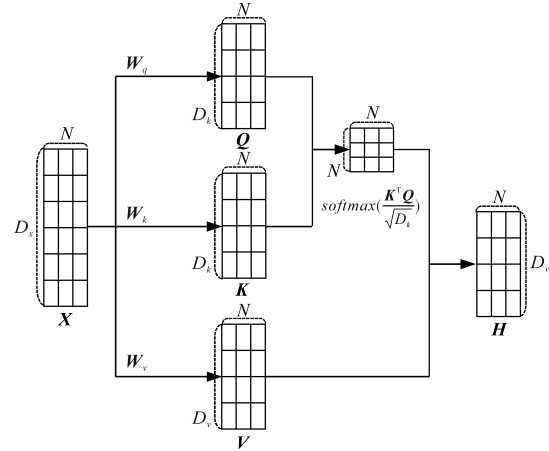 N
D_x
X
W_q
N
D_k
Q
W_k
N
D_k
K
W_v
N
D_v
V
N
N
softmax(K^T Q / √D_k)
N
D_v
H